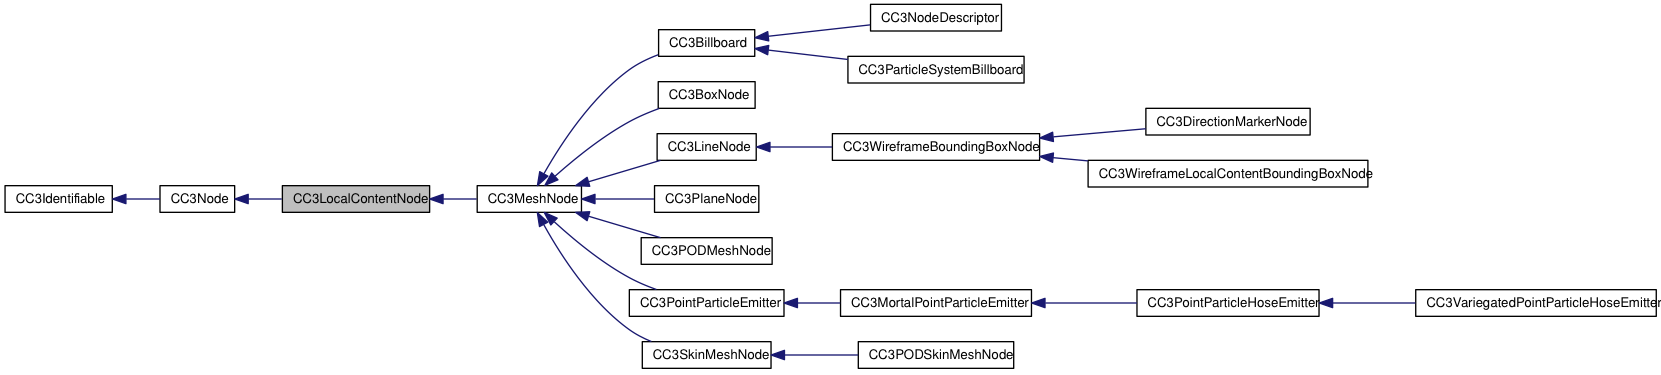 CC3NodeDescriptor
CC3Billboard
CC3ParticleSystemBillboard
CC3BoxNode
CC3DirectionMarkerNode
CC3LineNode
CC3WireframeBoundingBoxNode
CC3WireframeLocalContentBoundingBoxNode
CC3Identifiable
CC3Node
CC3LocalContentNode
CC3MeshNode
CC3PlaneNode
CC3PODMeshNode
CC3PointParticleEmitter
CC3MortalPointParticleEmitter
CC3PointParticleHoseEmitter
CC3VariegatedPointParticleHoseEmitter
CC3SkinMeshNode
CC3PODSkinMeshNode